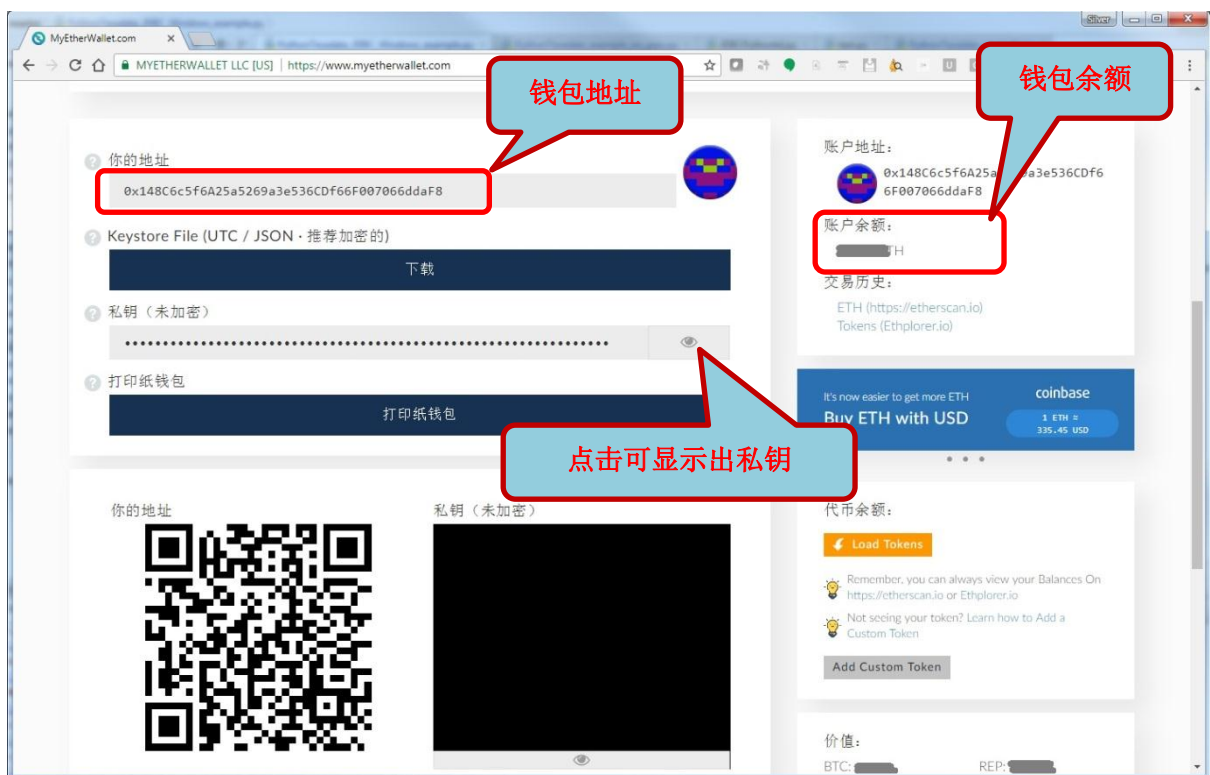 Silver
MyEtherWallet.com
MYETHERWALLET LLC [US] | https://www.myetherwallet.com
钱包地址
钱包余额
你的地址
0x148C6c5f6A25a5269a3e536CDf66F007066ddaF8
Keystore File (UTC / JSON · 推荐加密的)
下载
私钥（未加密）
打印纸钱包
打印纸钱包
点击可显示出私钥
你的地址
私钥（未加密）
账户地址：
0x148C6c5f6A25a 9a3e536CDf6
6F007066ddaF8
账户余额：
TH
交易历史：
ETH (https://etherscan.io)
Tokens (Ethplorer.io)
It's now easier to get more ETH
Buy ETH with USD
coinbase
1 ETH ≈
335.45 USD
代币余额：
Load Tokens
Remember, you can always view your Balances On
https://etherscan.io or Ethplorer.io
Not seeing your token? Learn how to Add a
Custom Token
Add Custom Token
价值：
BTC:
REP: